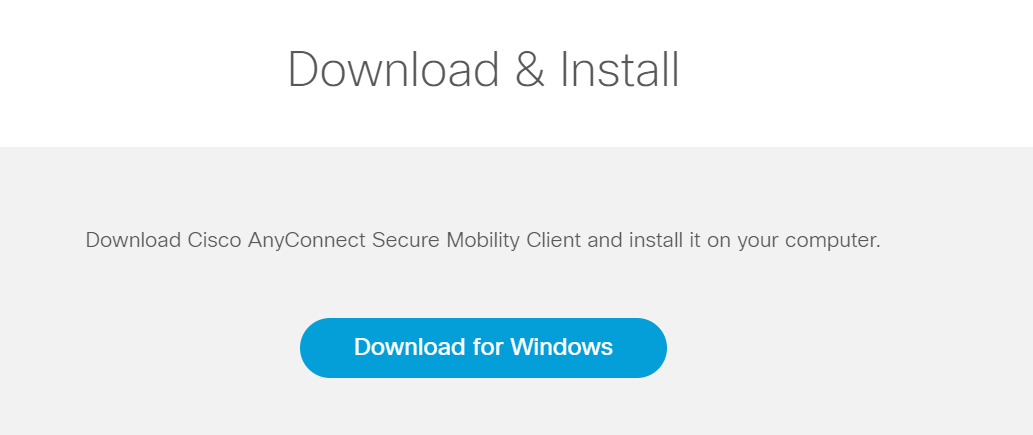 Download & Install
Download Cisco AnyConnect Secure Mobility Client and install it on your computer.
Download for Windows